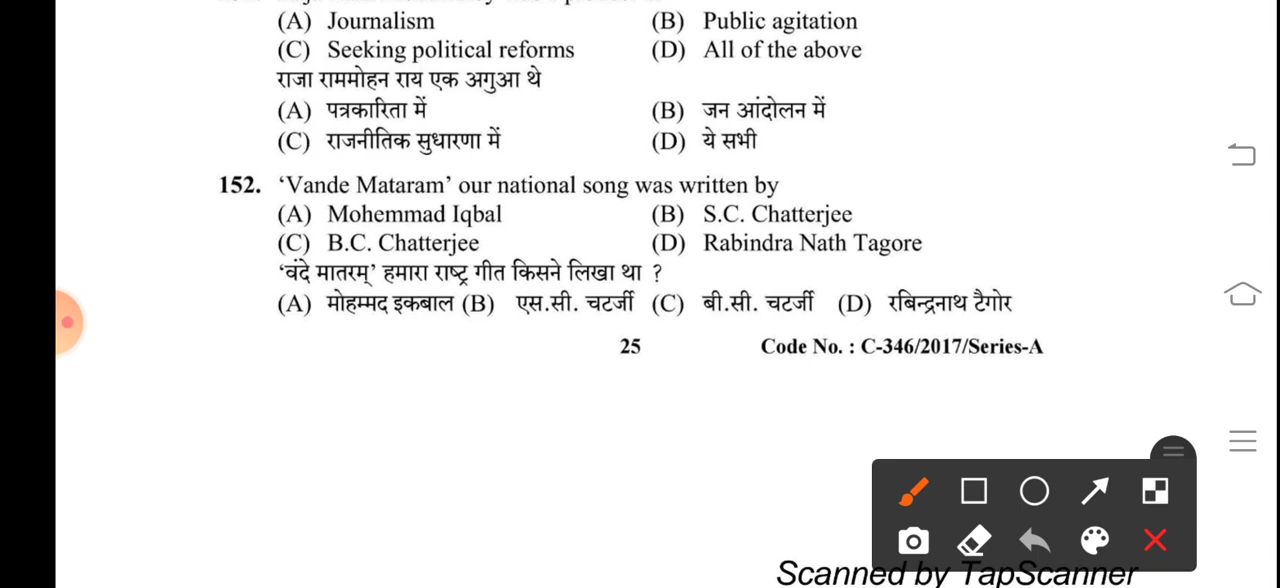 (A) Journalism (B) Public agitation
(C) Seeking political reforms (D) All of the above
राजा राममोहन राय एक अगुआ थे
(A) पत्रकारिता में (B) जन आंदोलन में
(C) राजनीतिक सुधारणा में (D) ये सभी
152. ‘Vande Mataram’ our national song was written by
(A) Mohemmad Iqbal (B) S.C. Chatterjee
(C) B.C. Chatterjee (D) Rabindra Nath Tagore
‘वंदे मातरम्’ हमारा राष्ट्र गीत किसने लिखा था ?
(A) मोहम्मद इकबाल (B) एस.सी. चटर्जी (C) बी.सी. चटर्जी (D) रबिन्द्रनाथ टैगोर
25 Code No. : C-346/2017/Series-A
Scanned by TapScanner